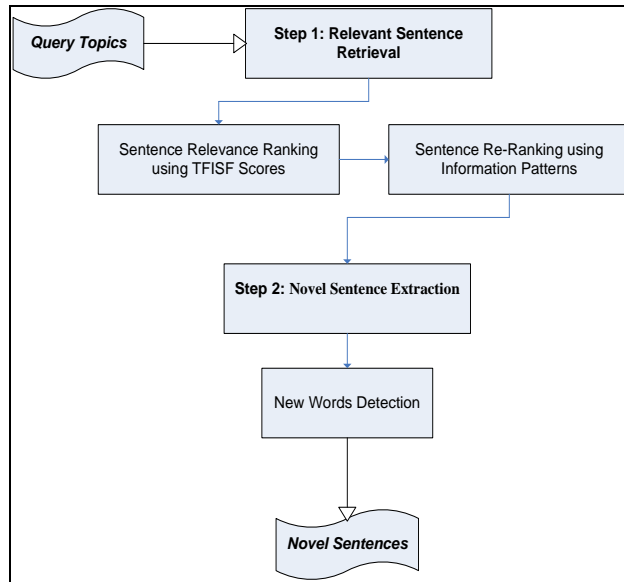 Query Topics
Step 1: Relevant Sentence
Retrieval
Sentence Relevance Ranking
using TFISF Scores
Sentence Re-Ranking using
Information Patterns
Step 2: Novel Sentence Extraction
New Words Detection
Novel Sentences